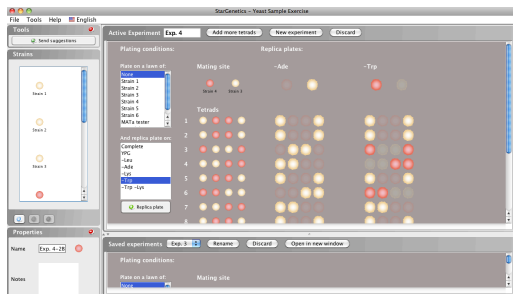 StarGenetics - Yeast Sample Exercise
File Tools Help English
Tools
Send suggestions
Strains
Strain 1
Strain 2
Strain 3
Properties
Name Exp. 4-2B
Notes
Active Experiment Exp. 4 Add more tetrads New experiment Discard
Plating conditions:
Replica plates:
Plate on a lawn of:
None
Strain 1
Strain 2
Strain 3
Strain 4
Strain 5
Strain 6
MATa tester
And replica plate on:
Complete
YPG
-Leu
-Ade
-Lys
-Trp
-Trp -Lys
Replica plate
Mating site
-Ade
-Trp
Strain 4 Strain 5
Tetrads
1
2
3
4
5
6
7
8
Saved experiments Exp. 3 Rename Discard Open in new window
Plating conditions:
Plate on a lawn of:
None
Mating site